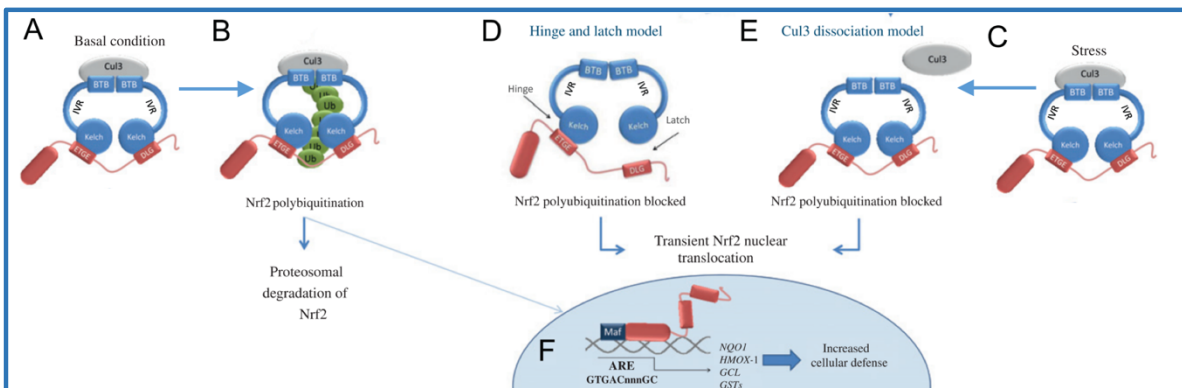 A
Basal condition
Cul3
BTB BTB
IVR IVR
Kelch Kelch
ETGE DLG
B
Cul3
BTB BTB
Ub
IVR IVR
Ub
Kelch Kelch
Ub
ETGE DLG
Ub
Nrf2 polybiquitination
Proteosomal
degradation of
Nrf2
D
Hinge and latch model
BTB BTB
IVR IVR
Hinge
Kelch Kelch
Latch
ETGE
DLG
Nrf2 polyubiquitination blocked
E
Cul3 dissociation model
Cul3
BTB BTB
IVR IVR
Kelch Kelch
ETGE DLG
Nrf2 polyubiquitination blocked
C
Stress
Cul3
BTB BTB
IVR IVR
Kelch Kelch
ETGE DLG
Transient Nrf2 nuclear
translocation
F
Maf
ARE
GTGACnnnGC
NQO1
HMOX-1
GCL
GSTs
Increased
cellular defense